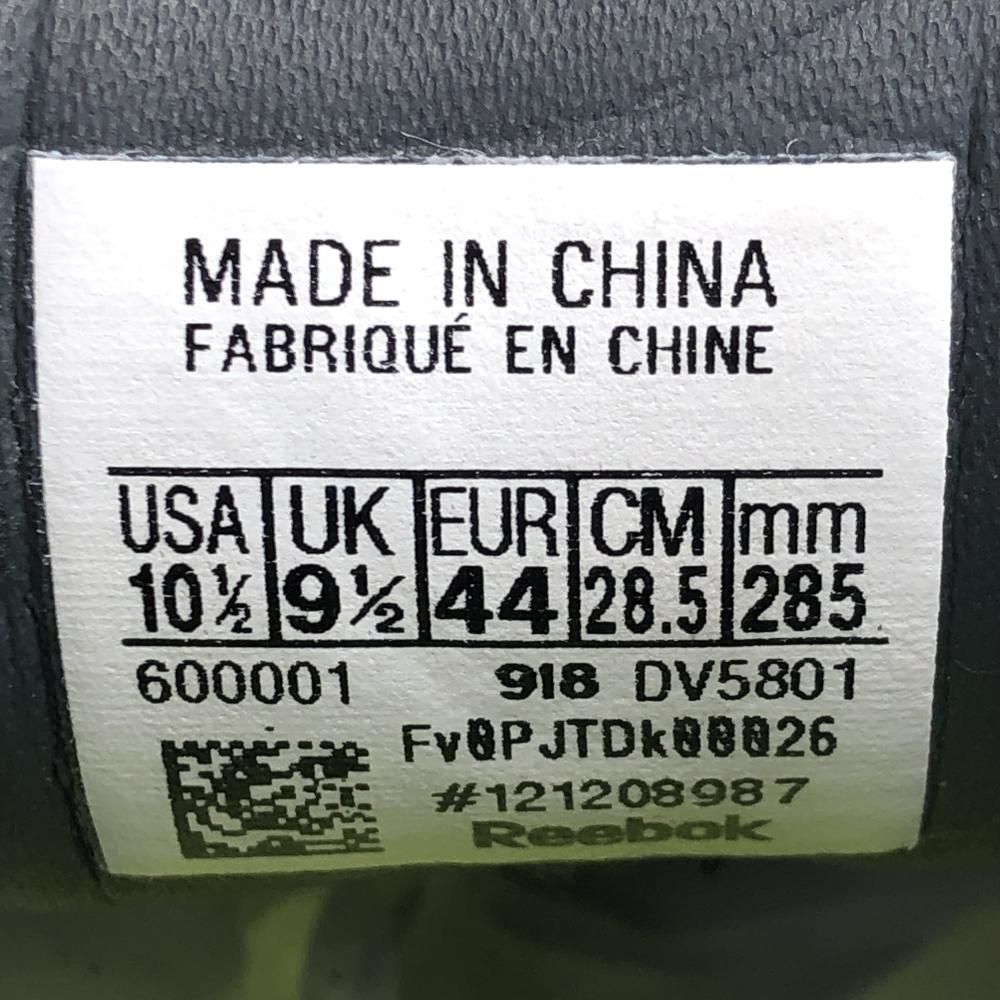 MADE IN CHINA
FABRIQUÉ EN CHINE
USA UK EUR CM mm
10½ 9½ 44 28.5 285
600001 918 DV5801
Fv0PJTDk00026
#121208987
Reebok